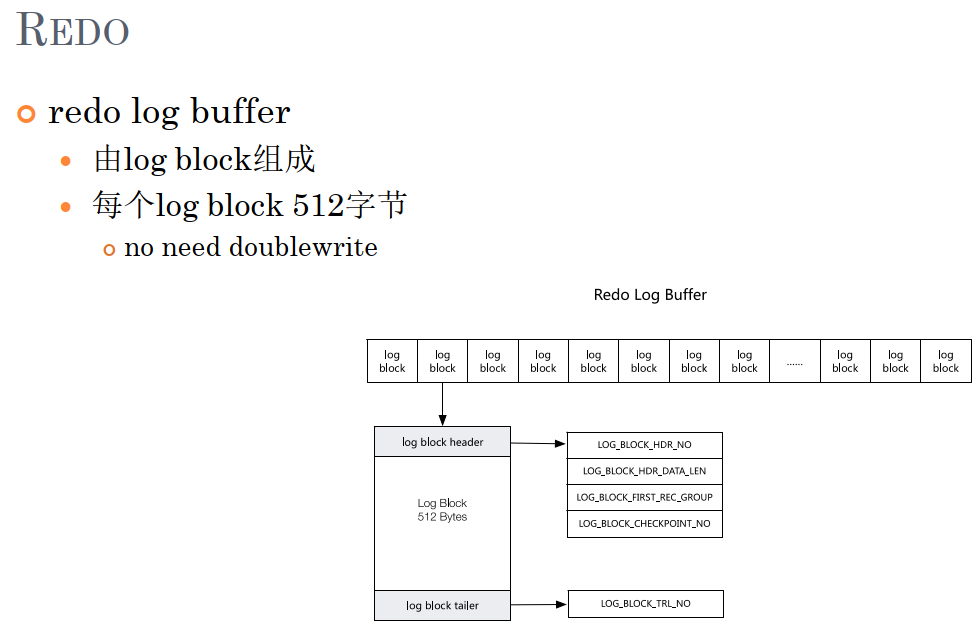 REDO
redo log buffer
由log block组成
每个log block 512字节
no need doublewrite
Redo Log Buffer
log block
log block
log block
log block
log block
log block
log block
log block
......
log block
log block
log block
log block header
Log Block
512 Bytes
log block tailer
LOG_BLOCK_HDR_NO
LOG_BLOCK_HDR_DATA_LEN
LOG_BLOCK_FIRST_REC_GROUP
LOG_BLOCK_CHECKPOINT_NO
LOG_BLOCK_TRL_NO